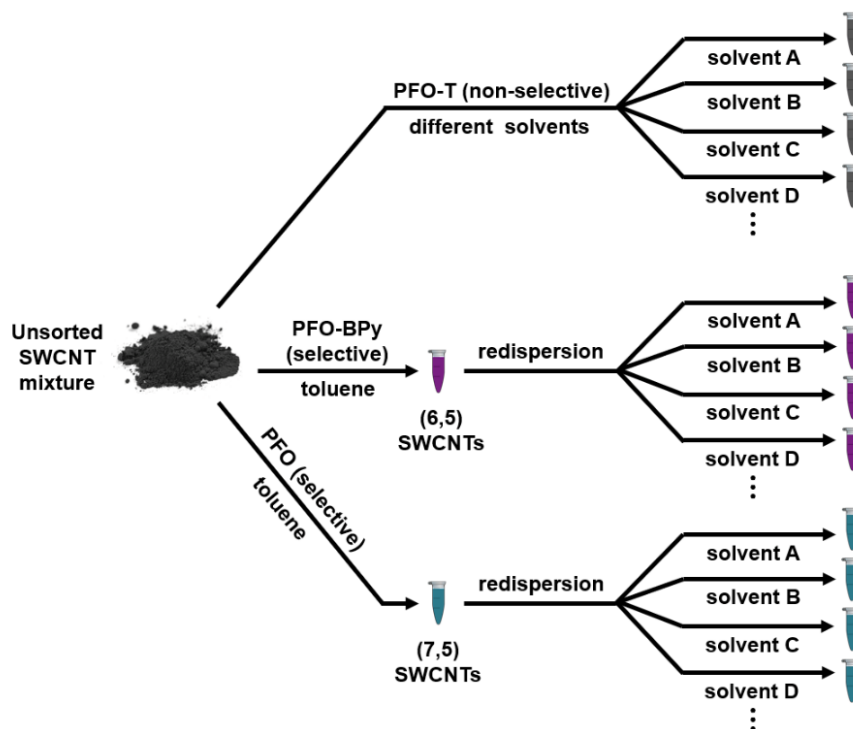 PFO-T (non-selective)
different solvents
solvent A
solvent B
solvent C
solvent D
Unsorted
SWCNT
mixture
PFO-BPy
(selective)
toluene
(6,5)
SWCNTs
redispersion
solvent A
solvent B
solvent C
solvent D
PFO (selective)
toluene
(7,5)
SWCNTs
redispersion
solvent A
solvent B
solvent C
solvent D